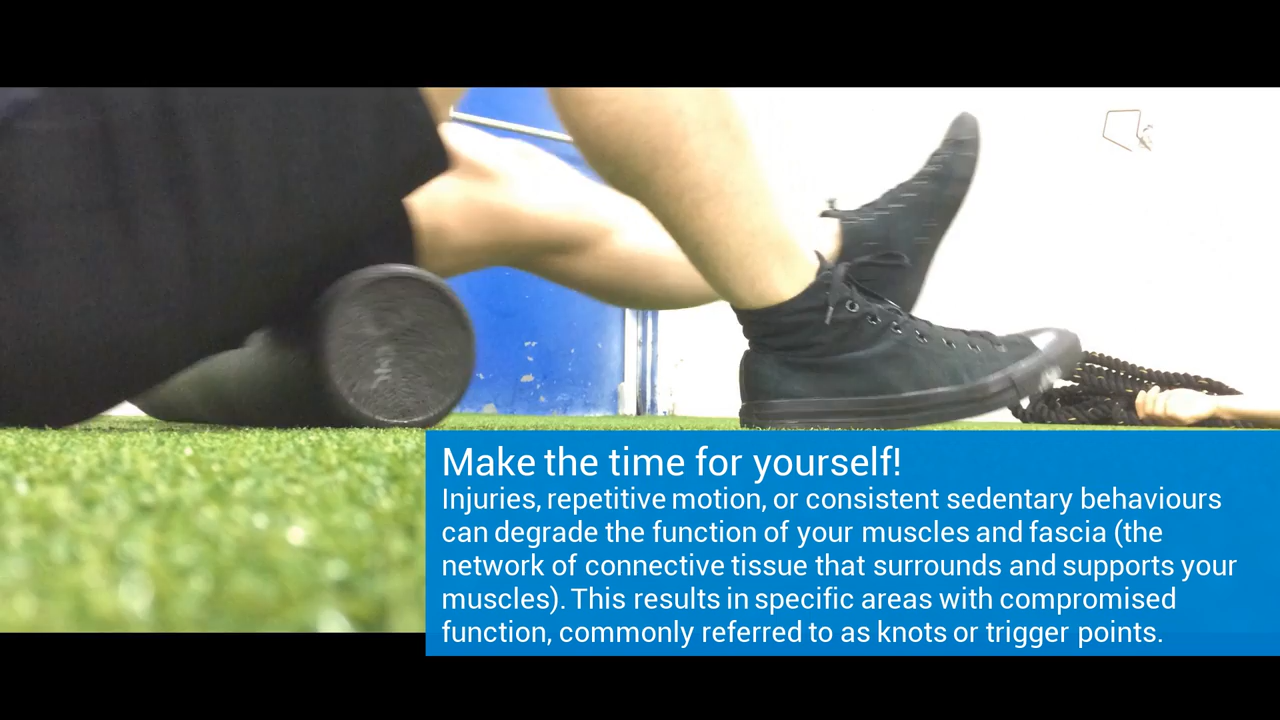 Make the time for yourself!
Injuries, repetitive motion, or consistent sedentary behaviours
can degrade the function of your muscles and fascia (the
network of connective tissue that surrounds and supports your
muscles). This results in specific areas with compromised
function, commonly referred to as knots or trigger points.